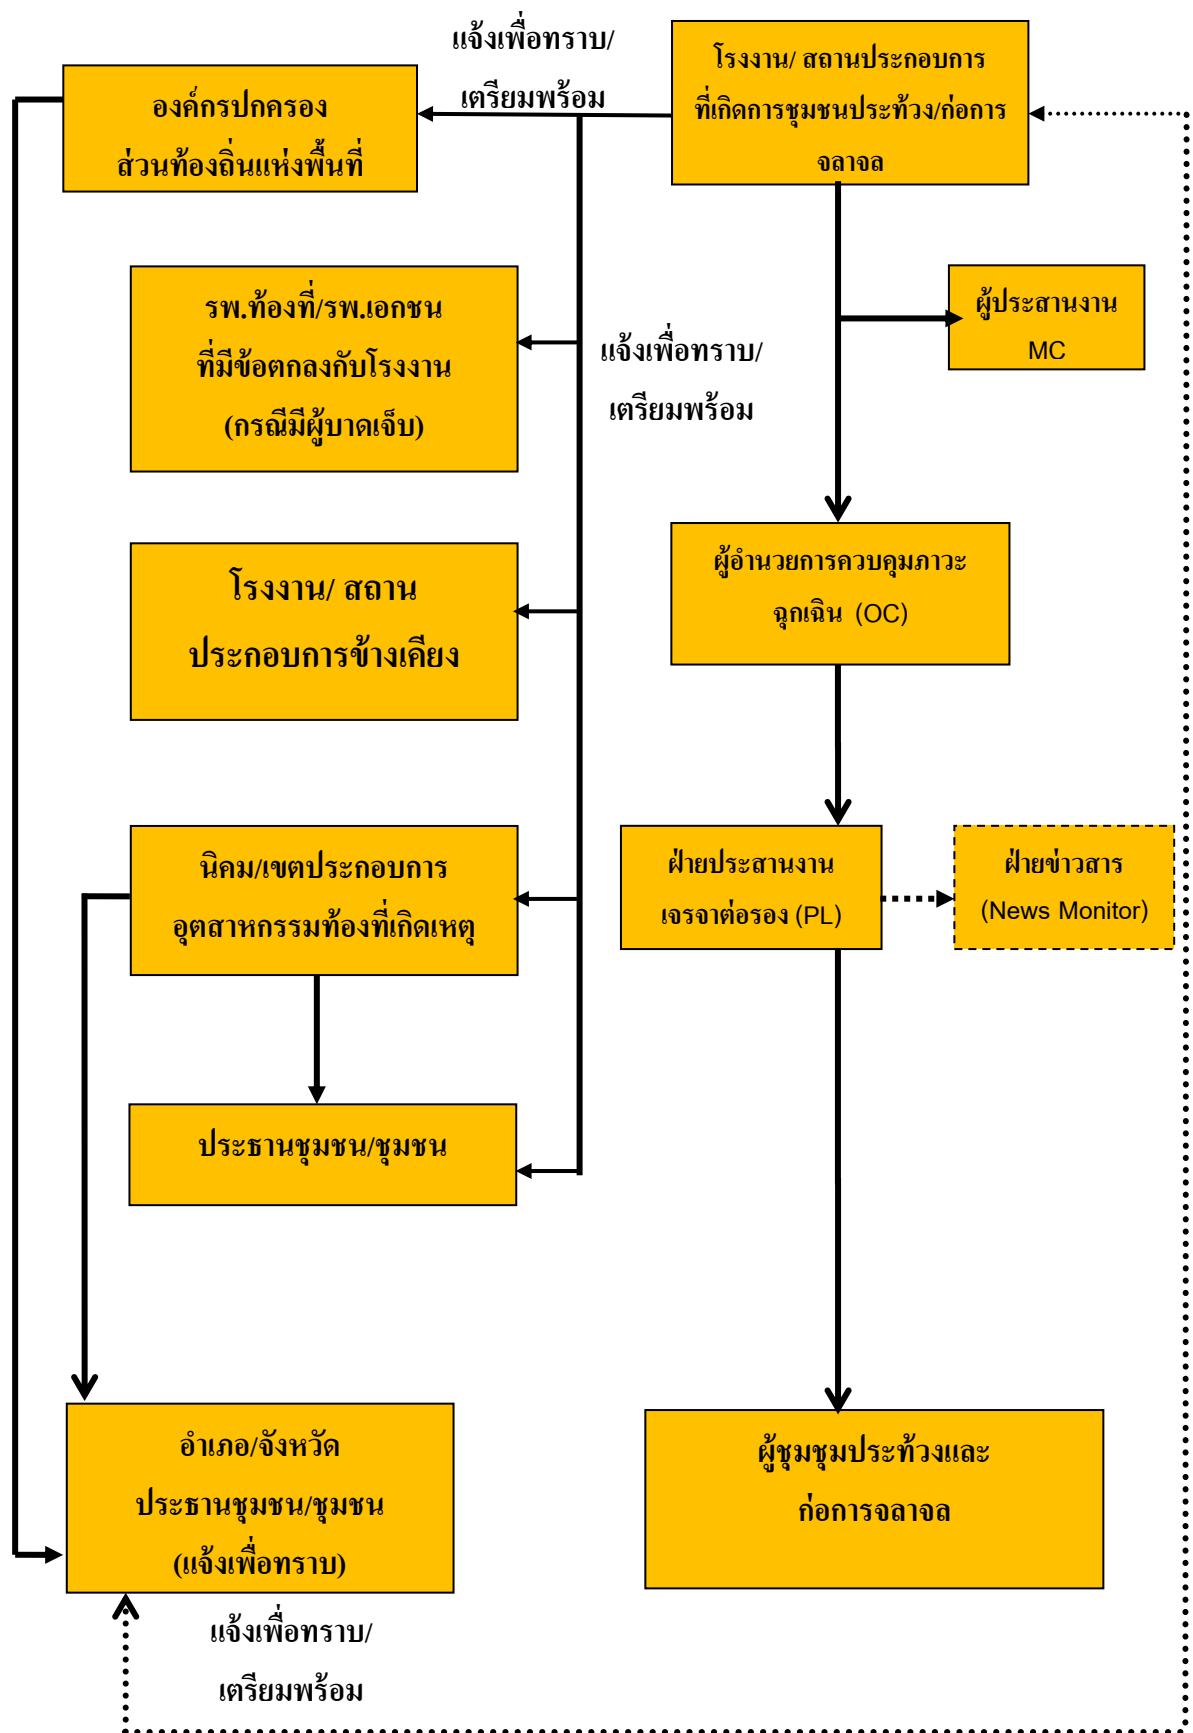 แจ้งเพื่อทราบ/
เตรียมพร้อม
โรงงาน/ สถานประกอบการ
ที่เกิดการชุมชนประท้วง/ก่อการ
จลาจล
องค์กรปกครอง
ส่วนท้องถิ่นแห่งพื้นที่
รพ.ท้องที่/รพ.เอกชน
ที่มีข้อตกลงกับโรงงาน
(กรณีมีผู้บาดเจ็บ)
แจ้งเพื่อทราบ/
เตรียมพร้อม
ผู้ประสานงาน
MC
โรงงาน/ สถาน
ประกอบการข้างเคียง
ผู้อำนวยการควบคุมภาวะ
ฉุกเฉิน (OC)
นิคม/เขตประกอบการ
อุตสาหกรรมท้องที่เกิดเหตุ
ฝ่ายประสานงาน
เจรจาต่อรอง (PL)
ฝ่ายข่าวสาร
(News Monitor)
ประธานชุมชน/ชุมชน
อำเภอ/จังหวัด
ประธานชุมชน/ชุมชน
(แจ้งเพื่อทราบ)
ผู้ชุมชุมประท้วงและ
ก่อการจลาจล
แจ้งเพื่อทราบ/
เตรียมพร้อม